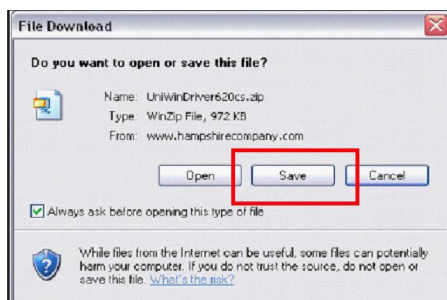 File Download
Do you want to open or save this file?
Name: UniWinDriver620cs.zip
Type: WinZip File, 972 KB
From: www.hampshirecompany.com
Open Save Cancel
Always ask before opening this type of file
While files from the Internet can be useful, some files can potentially
harm your computer. If you do not trust the source, do not open or
save this file. What's the risk?